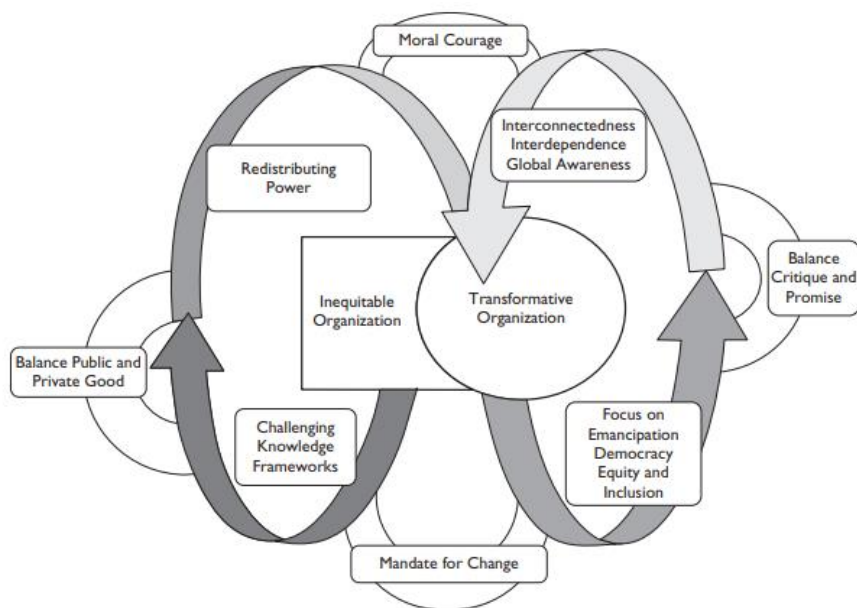 Moral Courage
Interconnectedness
Interdependence
Global Awareness
Redistributing
Power
Balance
Critique and
Promise
Inequitable
Organization
Transformative
Organization
Balance Public and
Private Good
Challenging
Knowledge
Frameworks
Focus on
Emancipation
Democracy
Equity and
Inclusion
Mandate for Change